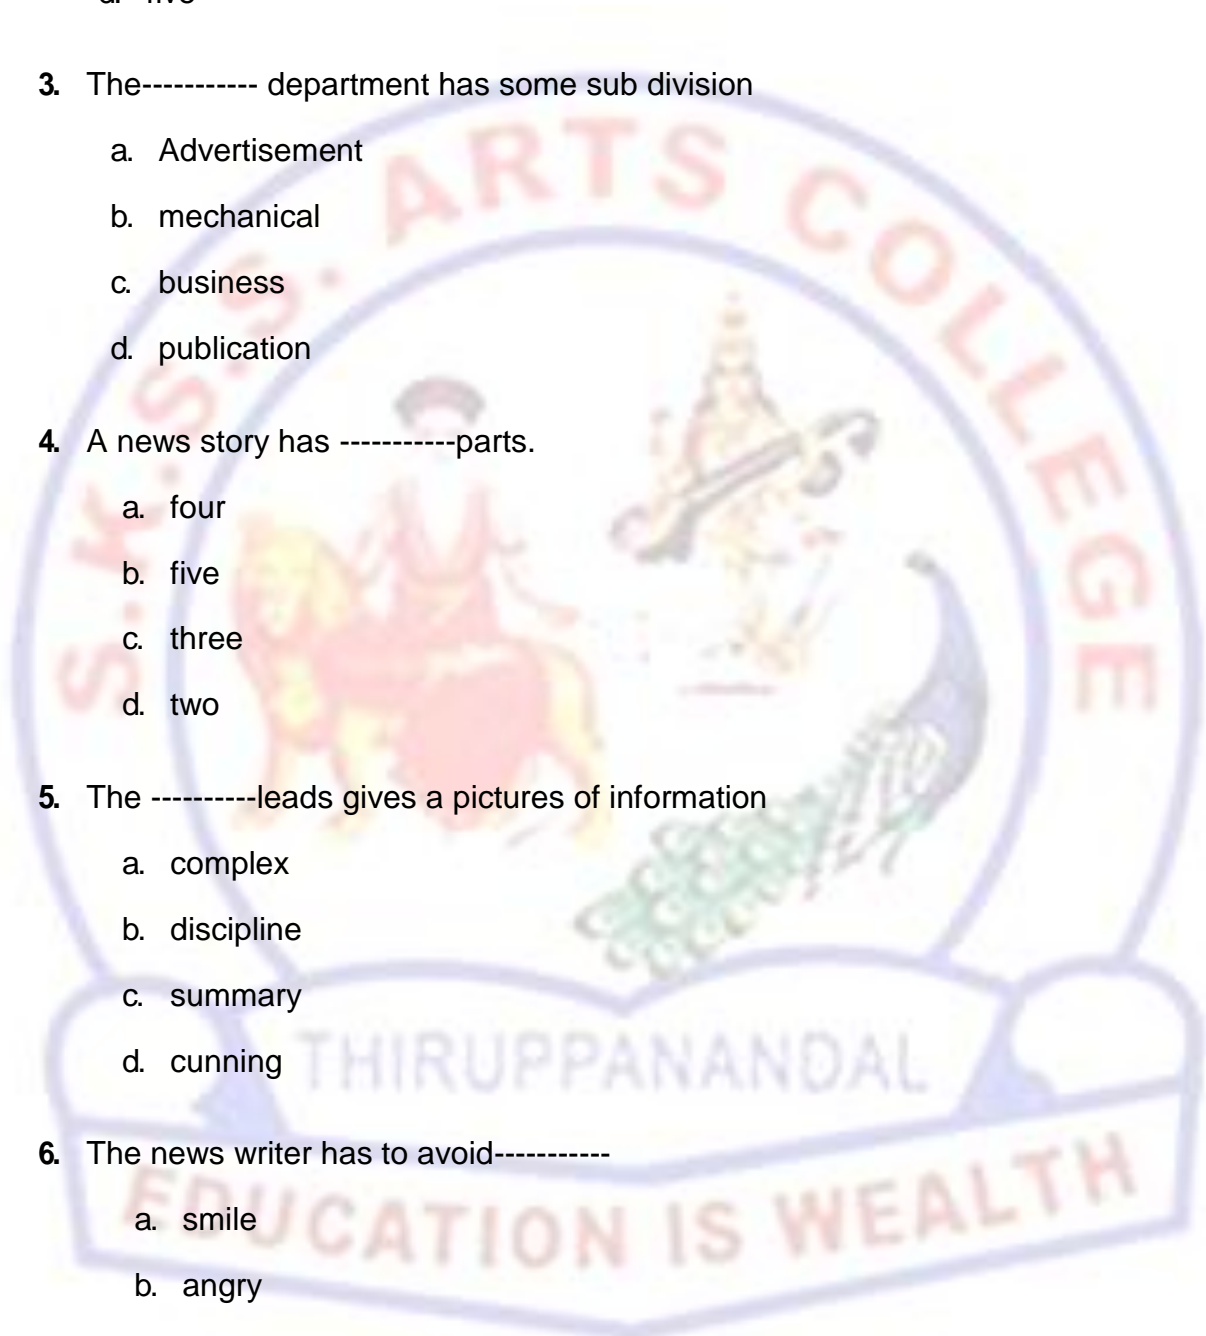 d. five
3. The----------- department has some sub division
a. Advertisement
b. mechanical
c. business
d. publication
4. A news story has -----------parts.
a. four
b. five
c. three
d. two
5. The ----------leads gives a pictures of information
a. complex
b. discipline
c. summary
d. cunning
6. The news writer has to avoid-----------
a. smile
b. angry
S.K.S.S. ARTS COLLEGE
THIRUPPANANDAL
EDUCATION IS WEALTH